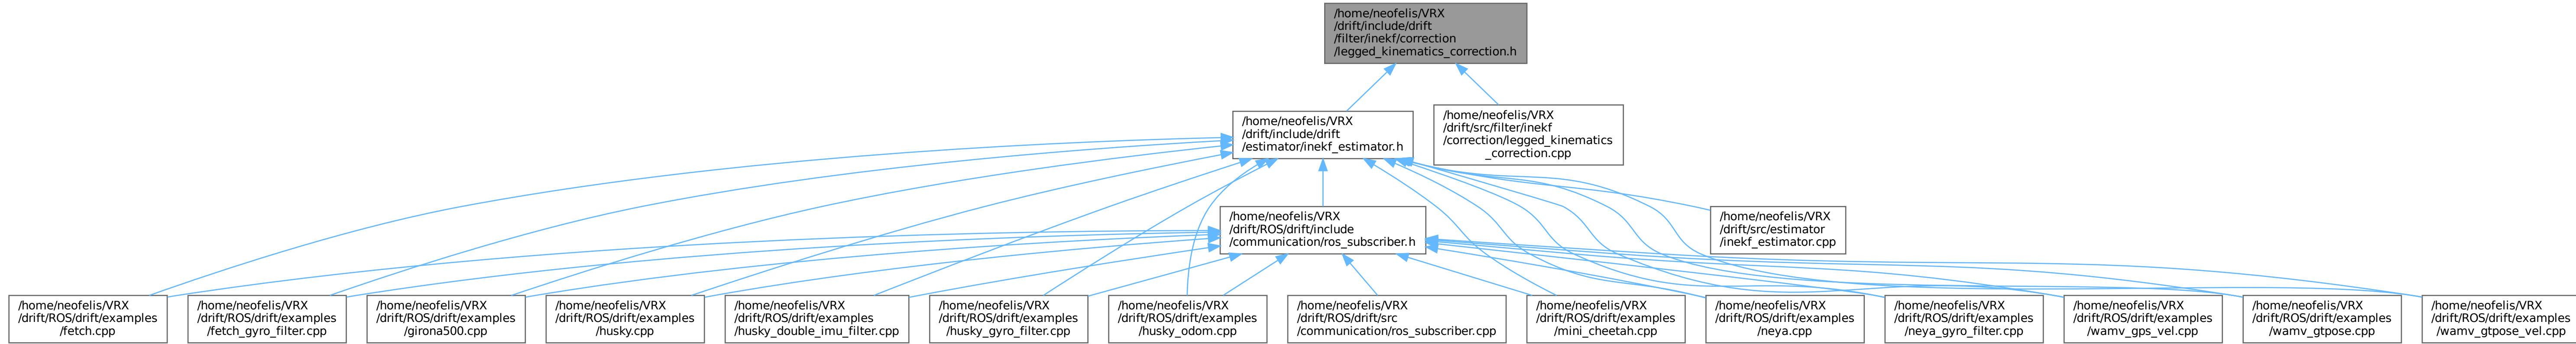 /home/neofelis/VRX
/drift/include/drift
/filter/inekf/correction
/legged_kinematics_correction.h
/home/neofelis/VRX
/drift/include/drift
/estimator/inekf_estimator.h
/home/neofelis/VRX
/drift/src/filter/inekf
/correction/legged_kinematics
_correction.cpp
/home/neofelis/VRX
/drift/ROS/drift/include
/communication/ros_subscriber.h
/home/neofelis/VRX
/drift/src/estimator
/inekf_estimator.cpp
/home/neofelis/VRX
/drift/ROS/drift/examples
/fetch.cpp
/home/neofelis/VRX
/drift/ROS/drift/examples
/fetch_gyro_filter.cpp
/home/neofelis/VRX
/drift/ROS/drift/examples
/girona500.cpp
/home/neofelis/VRX
/drift/ROS/drift/examples
/husky.cpp
/home/neofelis/VRX
/drift/ROS/drift/examples
/husky_double_imu_filter.cpp
/home/neofelis/VRX
/drift/ROS/drift/examples
/husky_gyro_filter.cpp
/home/neofelis/VRX
/drift/ROS/drift/examples
/husky_odom.cpp
/home/neofelis/VRX
/drift/ROS/drift/src
/communication/ros_subscriber.cpp
/home/neofelis/VRX
/drift/ROS/drift/examples
/mini_cheetah.cpp
/home/neofelis/VRX
/drift/ROS/drift/examples
/neya.cpp
/home/neofelis/VRX
/drift/ROS/drift/examples
/neya_gyro_filter.cpp
/home/neofelis/VRX
/drift/ROS/drift/examples
/wamv_gps_vel.cpp
/home/neofelis/VRX
/drift/ROS/drift/examples
/wamv_gtpose.cpp
/home/neofelis/VRX
/drift/ROS/drift/examples
/wamv_gtpose_vel.cpp